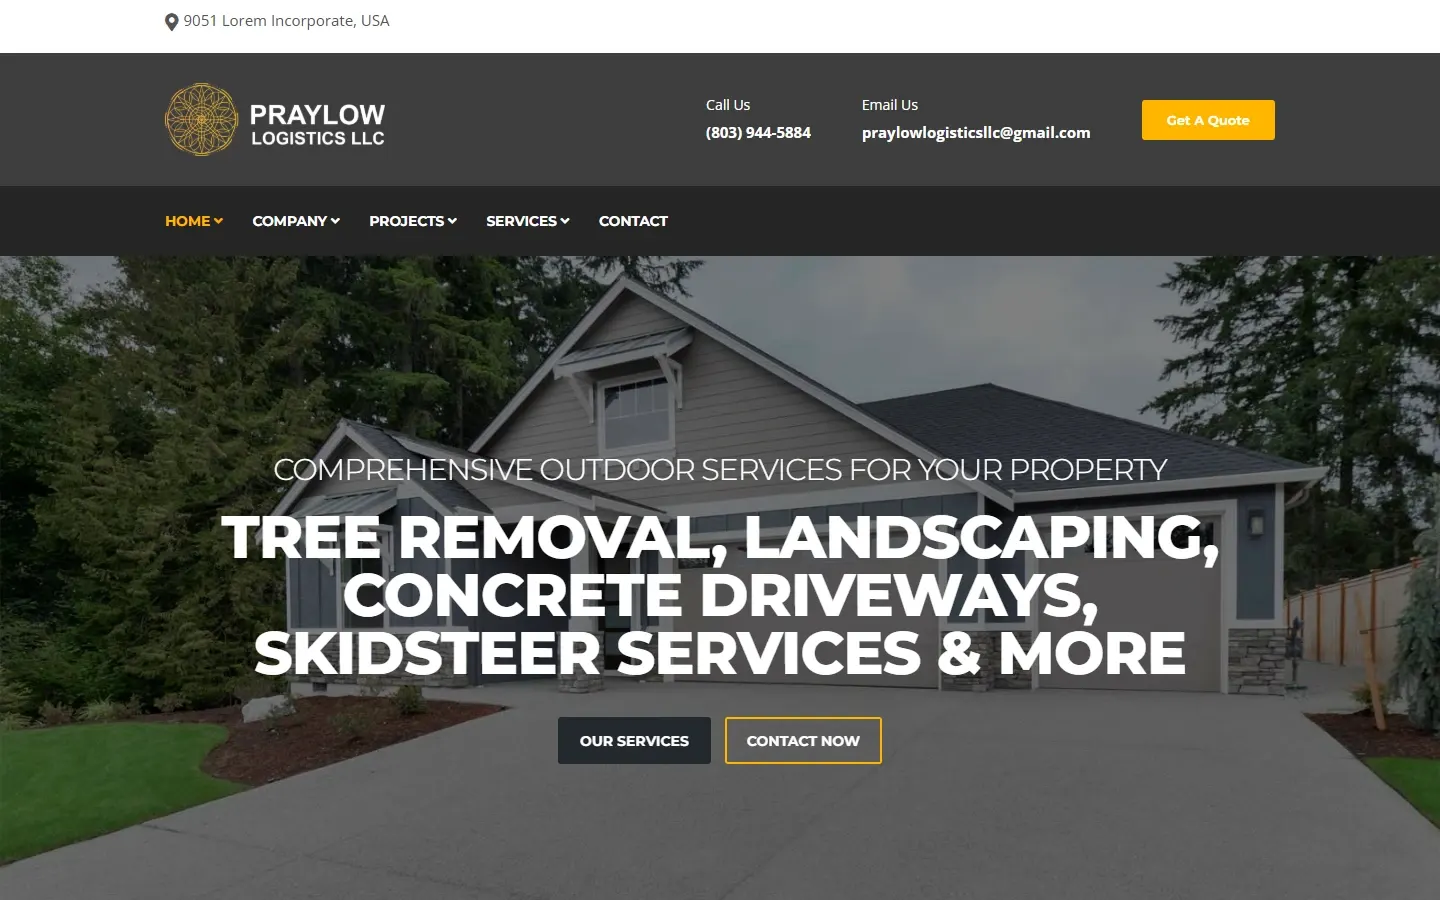 9051 Lorem Incorporate, USA
PRAYLOW
LOGISTICS LLC
Call Us
(803) 944-5884
Email Us
praylowlogisticsllc@gmail.com
Get A Quote
HOME
COMPANY
PROJECTS
SERVICES
CONTACT
COMPREHENSIVE OUTDOOR SERVICES FOR YOUR PROPERTY
TREE REMOVAL, LANDSCAPING,
CONCRETE DRIVEWAYS,
SKIDSTEER SERVICES & MORE
OUR SERVICES
CONTACT NOW